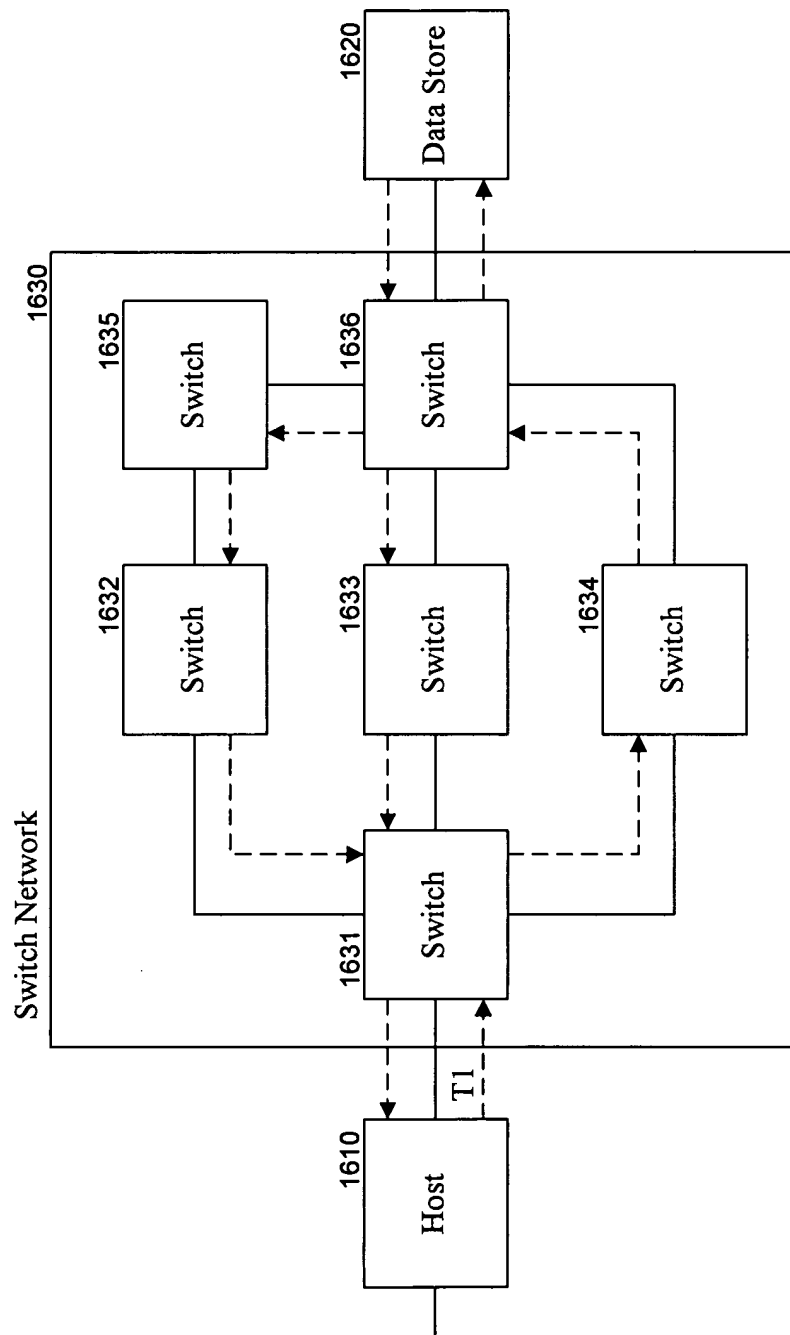 Switch Network
1630
1635
Switch
1632
Switch
1620
Data Store
1636
Switch
1633
Switch
1631
Switch
1610
Host
T1
1634
Switch